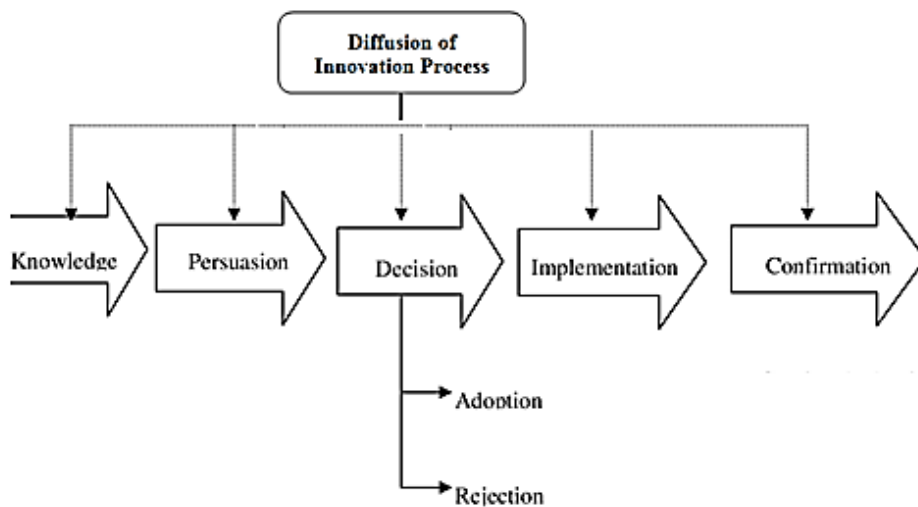 Diffusion of
Innovation Process
Knowledge
Persuasion
Decision
Implementation
Confirmation
Adoption
Rejection